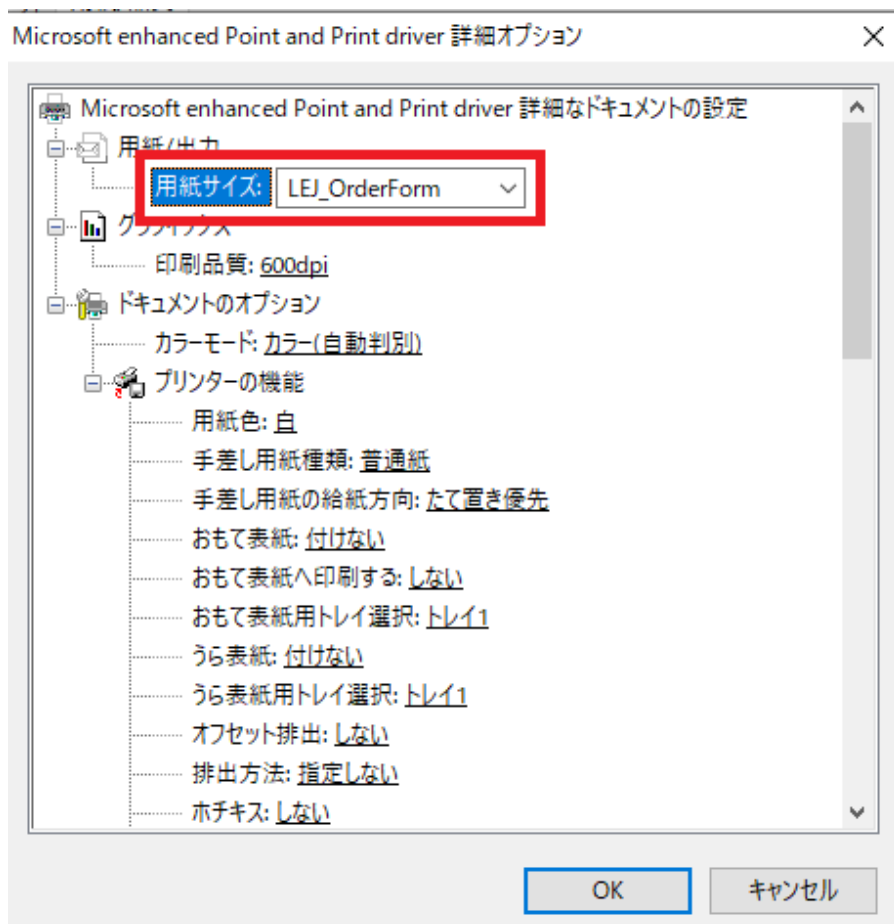 Microsoft enhanced Point and Print driver 詳細オプション
Microsoft enhanced Point and Print driver 詳細なドキュメントの設定
用紙/出力
用紙サイズ: LEJ_OrderForm
グラフィックス
印刷品質: 600dpi
ドキュメントのオプション
カラーモード: カラー(自動判別)
プリンターの機能
用紙色: 白
手差し用紙種類: 普通紙
手差し用紙の給紙方向: たて置き優先
おもて表紙: 付けない
おもて表紙へ印刷する: しない
おもて表紙用トレイ選択: トレイ1
うら表紙: 付けない
うら表紙用トレイ選択: トレイ1
オフセット排出: しない
排出方法: 指定しない
ホチキス: しない
OK キャンセル